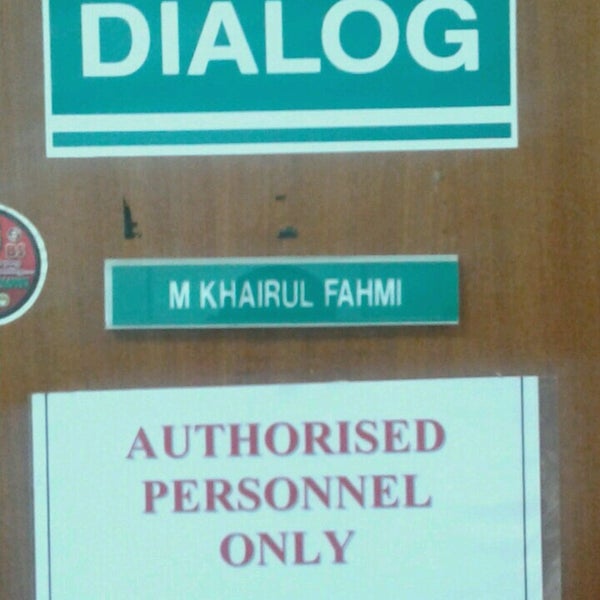 DIALOG
M KHAIRUL FAHMI
AUTHORISED
PERSONNEL
ONLY